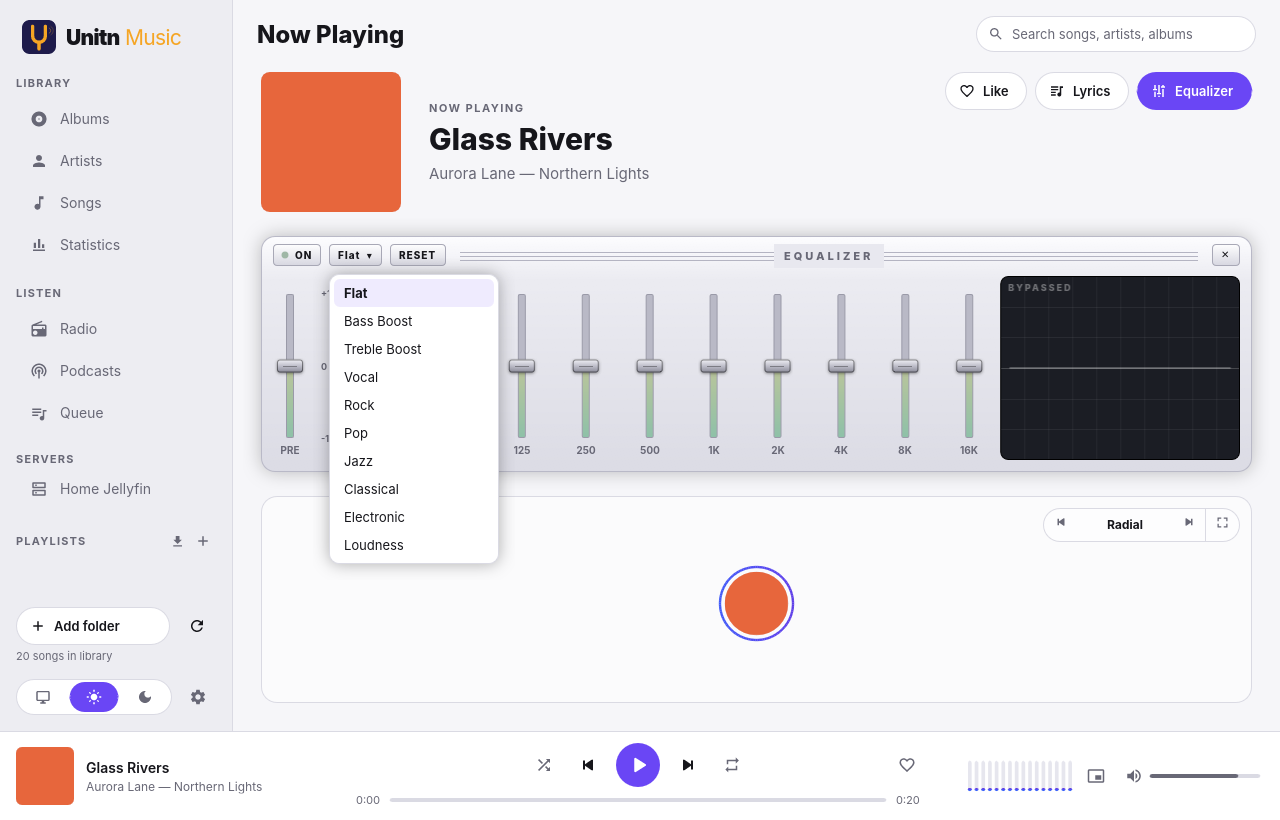 Unitn Music
LIBRARY
Albums
Artists
Songs
Statistics
LISTEN
Radio
Podcasts
Queue
SERVERS
Home Jellyfin
PLAYLISTS
Add folder
20 songs in library
Now Playing
Search songs, artists, albums
NOW PLAYING
Glass Rivers
Aurora Lane — Northern Lights
Like
Lyrics
Equalizer
ON
Flat
RESET
EQUALIZER
Flat
Bass Boost
Treble Boost
Vocal
Rock
Pop
Jazz
Classical
Electronic
Loudness
0
PRE
125
250
500
1K
2K
4K
8K
16K
BYPASSED
Radial
Glass Rivers
Aurora Lane — Northern Lights
0:00
0:20